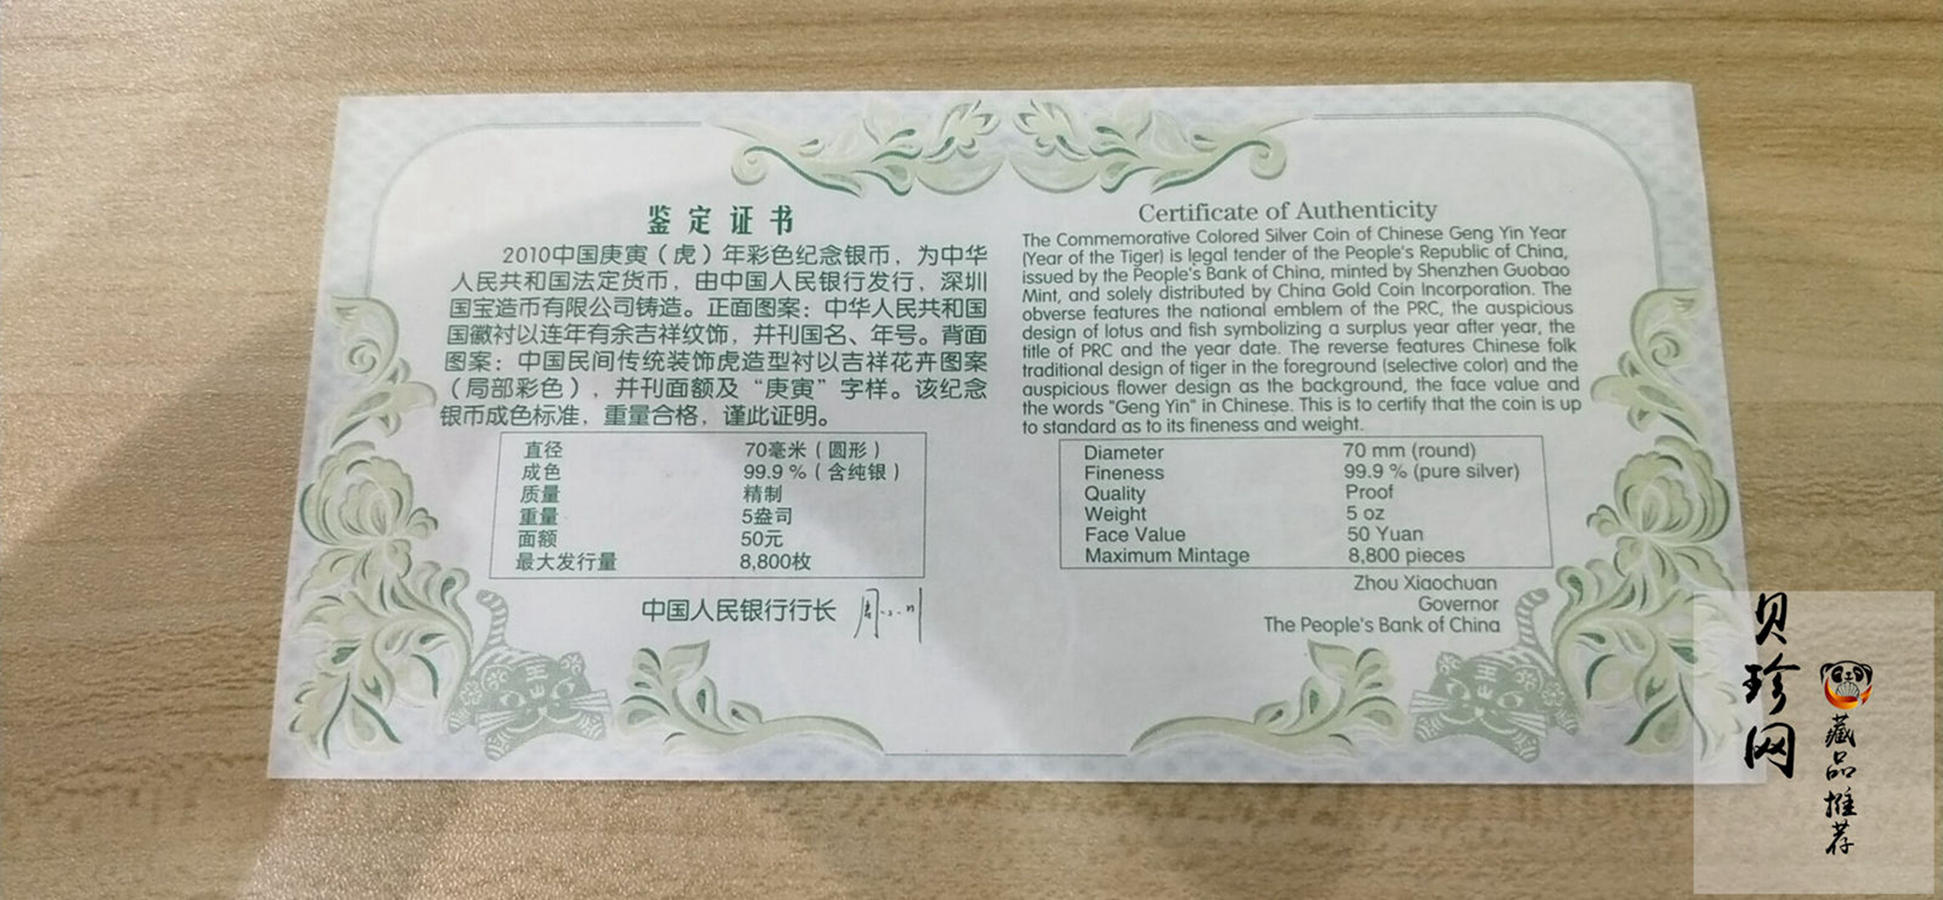 鉴定证书
2010中国庚寅（虎）年彩色纪念银币，为中华
人民共和国法定货币，由中国人民银行发行，深圳
国宝造币有限公司铸造。正面图案：中华人民共和国
国徽衬以连年有余吉祥纹饰，并刊国名、年号。背面
图案：中国民间传统装饰虎造型衬以吉祥花卉图案
（局部彩色），并刊面额及“庚寅”字样。该纪念
银币成色标准，重量合格，谨此证明。
直径 70毫米（圆形）
成色 99.9 %（含纯银）
质量 精制
重量 5盎司
面额 50元
最大发行量 8,800枚
中国人民银行行长 周小川
Certificate of Authenticity
The Commemorative Colored Silver Coin of Chinese Geng Yin Year
(Year of the Tiger) is legal tender of the People's Republic of China,
issued by the People's Bank of China, minted by Shenzhen Guobao
Mint, and solely distributed by China Gold Coin Incorporation. The
obverse features the national emblem of the PRC, the auspicious
design of lotus and fish symbolizing a surplus year after year, the
title of PRC and the year date. The reverse features Chinese folk
traditional design of tiger in the foreground (selective color) and the
auspicious flower design as the background, the face value and
the words "Geng Yin" in Chinese. This is to certify that the coin is up
to standard as to its fineness and weight.
Diameter 70 mm (round)
Fineness 99.9 % (pure silver)
Quality Proof
Weight 5 oz
Face Value 50 Yuan
Maximum Mintage 8,800 pieces
Zhou Xiaochuan
Governor
The People's Bank of China
贝珍网
藏品推荐